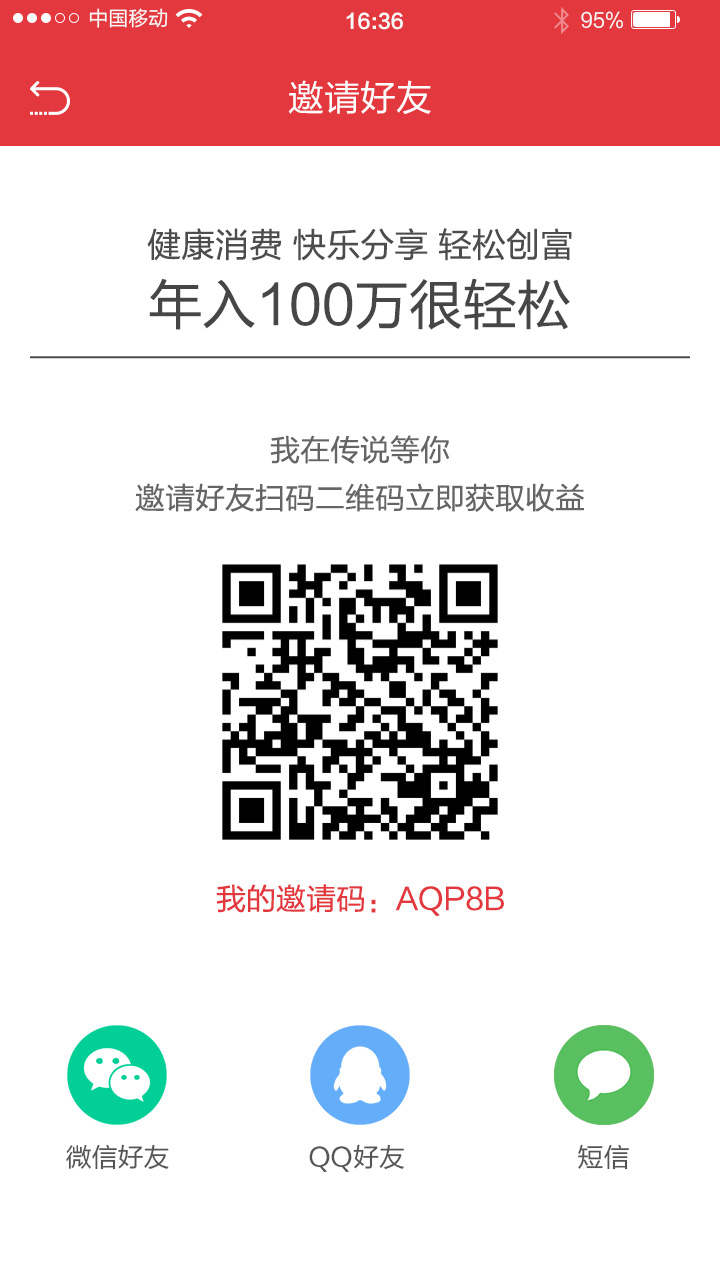 中国移动 16:36 95%
邀请好友
健康消费 快乐分享 轻松创富
年入100万很轻松
我在传说等你
邀请好友扫码二维码立即获取收益
我的邀请码：AQP8B
微信好友 QQ好友 短信